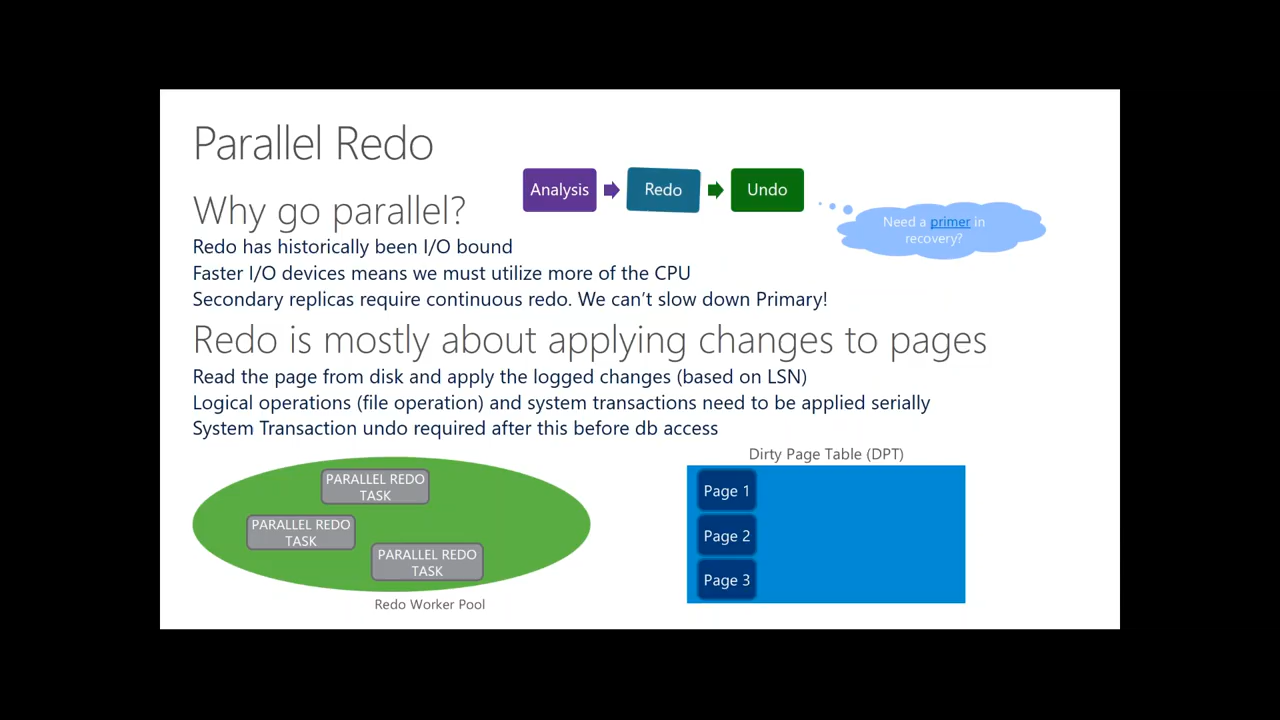 Parallel Redo
Analysis
Redo
Undo
Why go parallel?
Need a primer in
recovery?
Redo has historically been I/O bound
Faster I/O devices means we must utilize more of the CPU
Secondary replicas require continuous redo. We can't slow down Primary!
Redo is mostly about applying changes to pages
Read the page from disk and apply the logged changes (based on LSN)
Logical operations (file operation) and system transactions need to be applied serially
System Transaction undo required after this before db access
PARALLEL REDO
TASK
PARALLEL REDO
TASK
PARALLEL REDO
TASK
Redo Worker Pool
Dirty Page Table (DPT)
Page 1
Page 2
Page 3